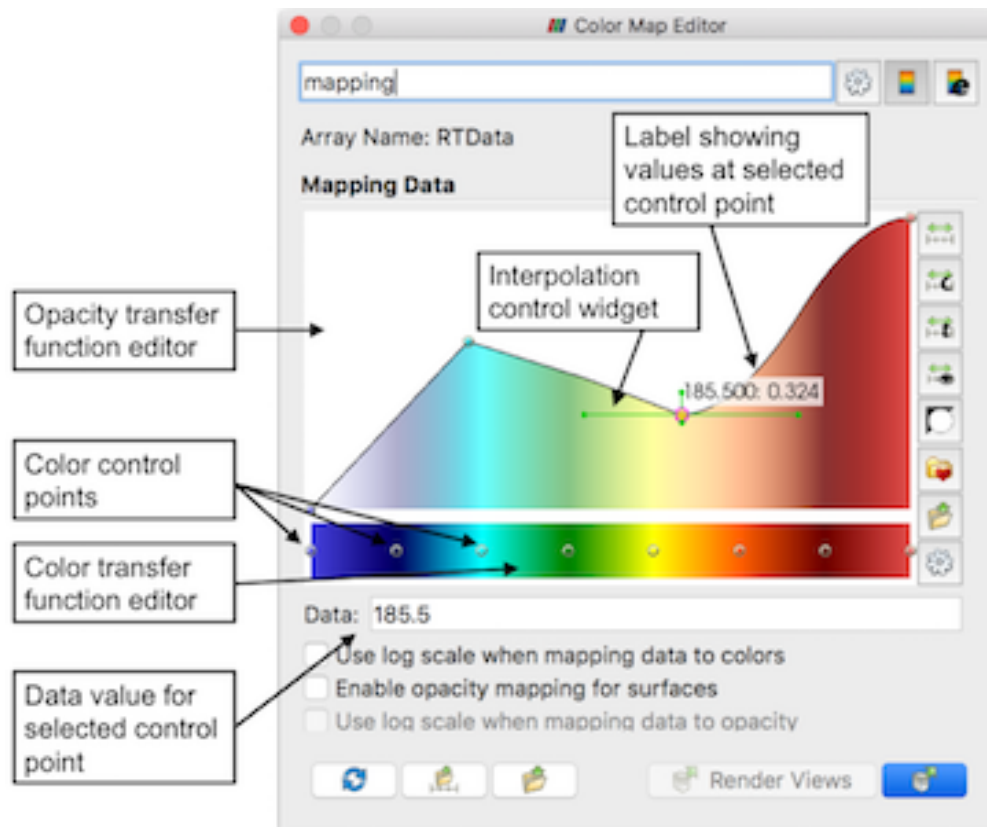 Color Map Editor
mapping
Array Name: RTData
Label showing
values at selected
control point
Mapping Data
Interpolation
control widget
Opacity transfer
function editor
185.500: 0.324
Color control
points
Color transfer
function editor
Data: 185.5
Use log scale when mapping data to colors
Enable opacity mapping for surfaces
Use log scale when mapping data to opacity
Data value for
selected control
point
Render Views